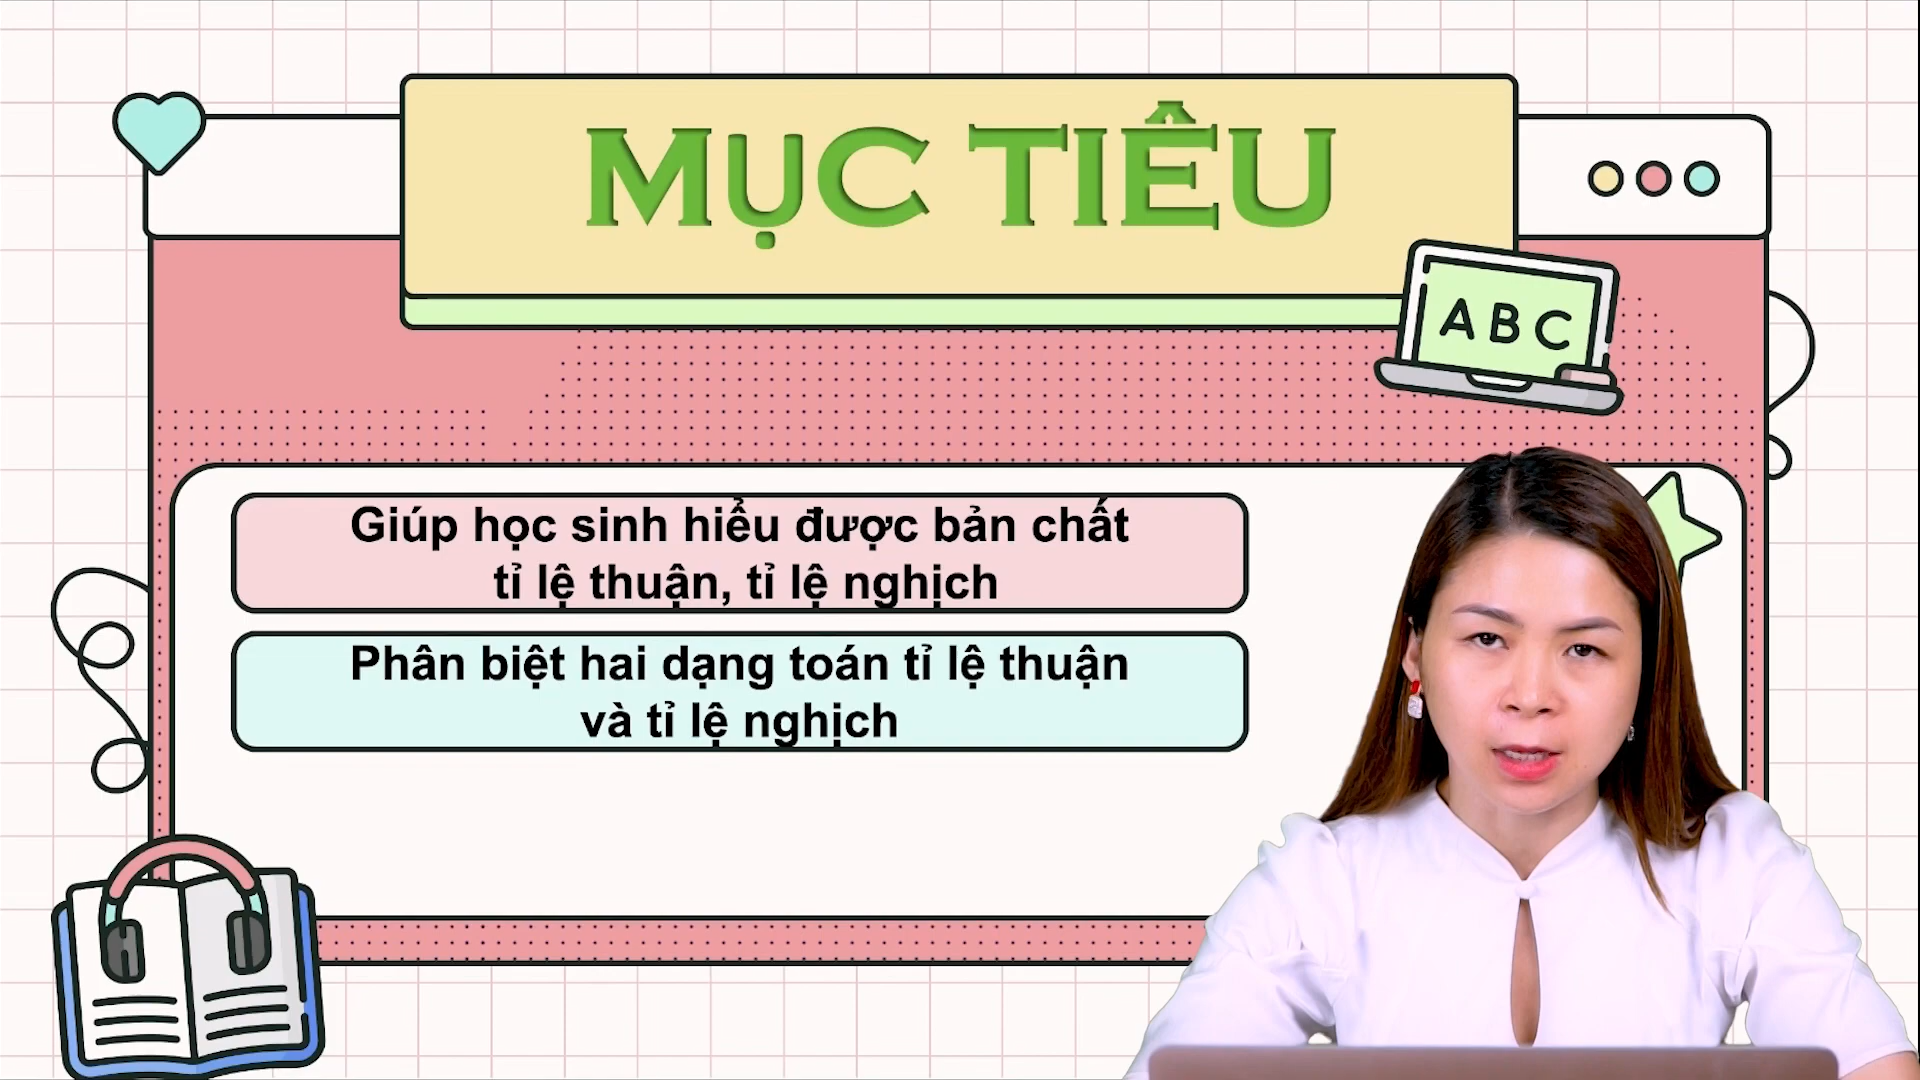 MỤC TIÊU
ABC
Giúp học sinh hiểu được bản chất
tỉ lệ thuận, tỉ lệ nghịch
Phân biệt hai dạng toán tỉ lệ thuận
và tỉ lệ nghịch